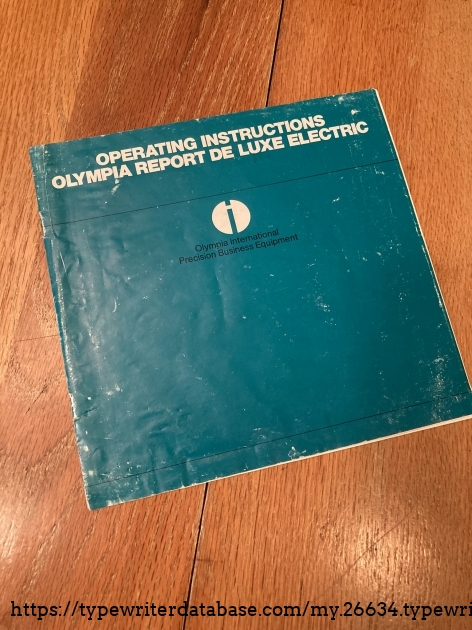 OPERATING INSTRUCTIONS
OLYMPIA REPORT DE LUXE ELECTRIC
Olympia International
Precision Business Equipment
https://typewriterdatabase.com/my.26634.typewri